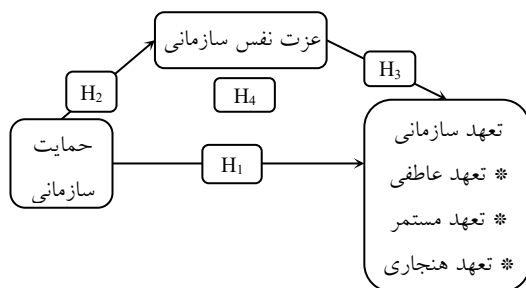 عزت نفس سازمانی
H₃
H₂
H₄
حمایت
سازمانی
H₁
تعهد سازمانی
❊ تعهد عاطفی
❊ تعهد مستمر
❊ تعهد هنجاری